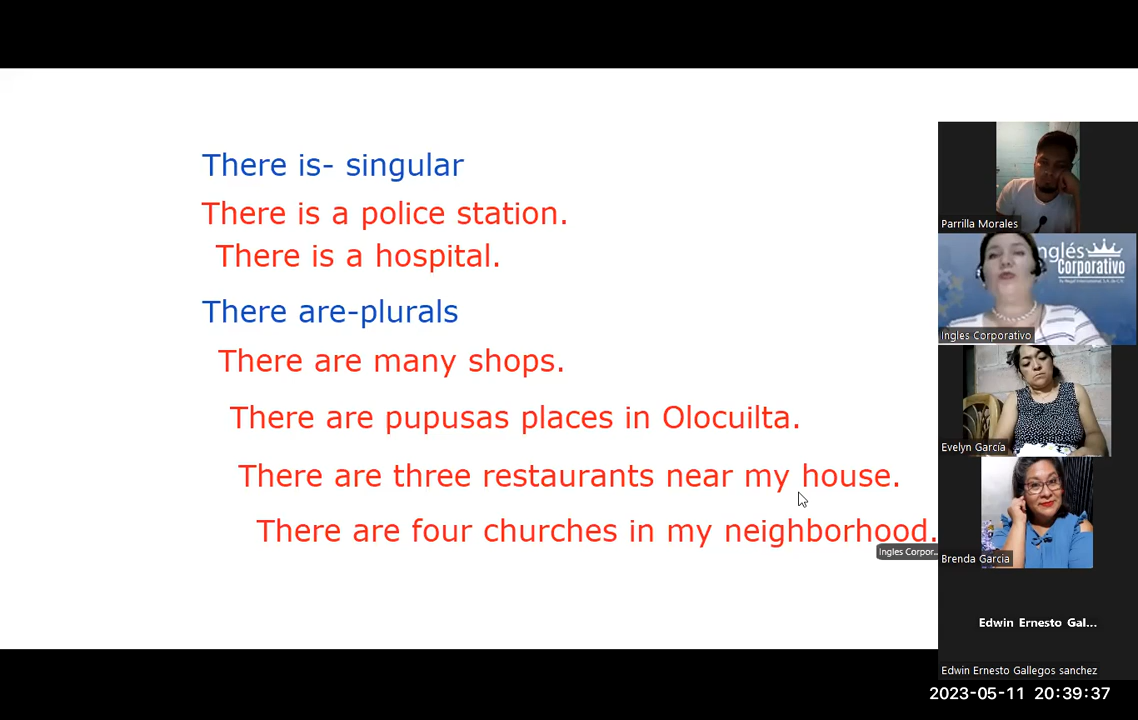 There is- singular
There is a police station.
There is a hospital.
There are-plurals
There are many shops.
There are pupusas places in Olocuilta.
There are three restaurants near my house.
There are four churches in my neighborhood.
Ingles Corpor...
Parrilla Morales
Inglés
Corporativo
Ingles Corporativo
Evelyn García
Brenda Garcia
Edwin Ernesto Gal...
Edwin Ernesto Gallegos sanchez
2023-05-11 20:39:37